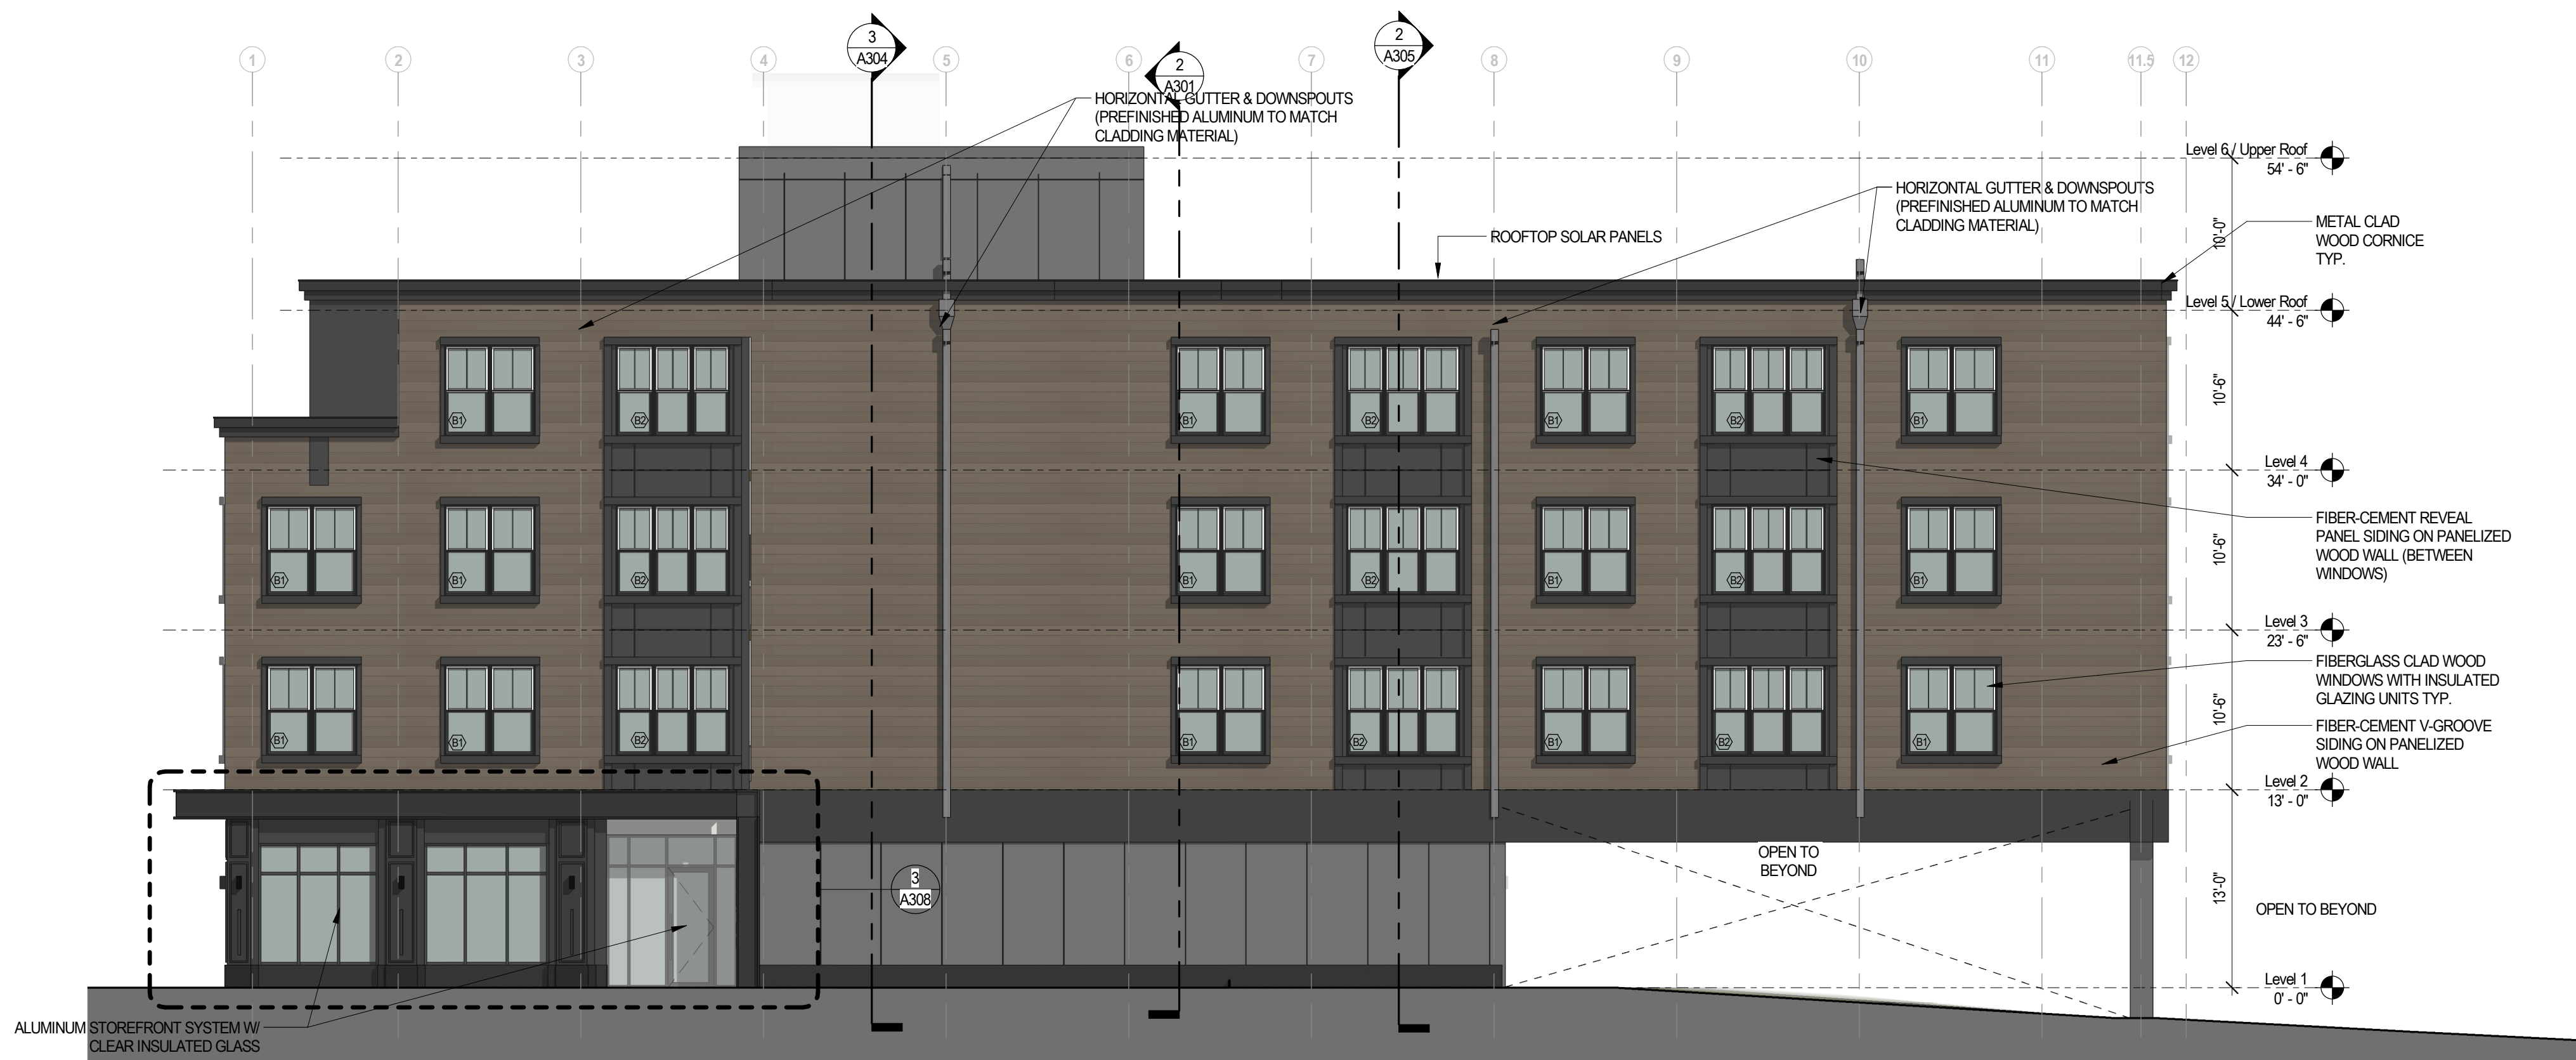 3
A304
2
A301
2
A305
1
2
3
4
5
6
7
8
9
10
11
11.5
12
HORIZONTAL GUTTER & DOWNSPOUTS
(PREFINISHED ALUMINUM TO MATCH
CLADDING MATERIAL)
HORIZONTAL GUTTER & DOWNSPOUTS
(PREFINISHED ALUMINUM TO MATCH
CLADDING MATERIAL)
ROOFTOP SOLAR PANELS
Level 6 / Upper Roof
54' - 6"
10'-0"
METAL CLAD
WOOD CORNICE
TYP.
Level 5 / Lower Roof
44' - 6"
10'-6"
B1
B2
B1
B2
B1
B2
B1
Level 4
34' - 0"
FIBER-CEMENT REVEAL
PANEL SIDING ON PANELIZED
WOOD WALL (BETWEEN
WINDOWS)
10'-6"
B1
B1
B2
B1
B2
B1
B2
B1
Level 3
23' - 6"
FIBERGLASS CLAD WOOD
WINDOWS WITH INSULATED
GLAZING UNITS TYP.
10'-6"
FIBER-CEMENT V-GROOVE
SIDING ON PANELIZED
WOOD WALL
B1
B1
B2
B1
B2
B1
B2
B1
Level 2
13' - 0"
OPEN TO
BEYOND
3
A308
13'-0"
OPEN TO BEYOND
Level 1
0' - 0"
ALUMINUM STOREFRONT SYSTEM W/
CLEAR INSULATED GLASS